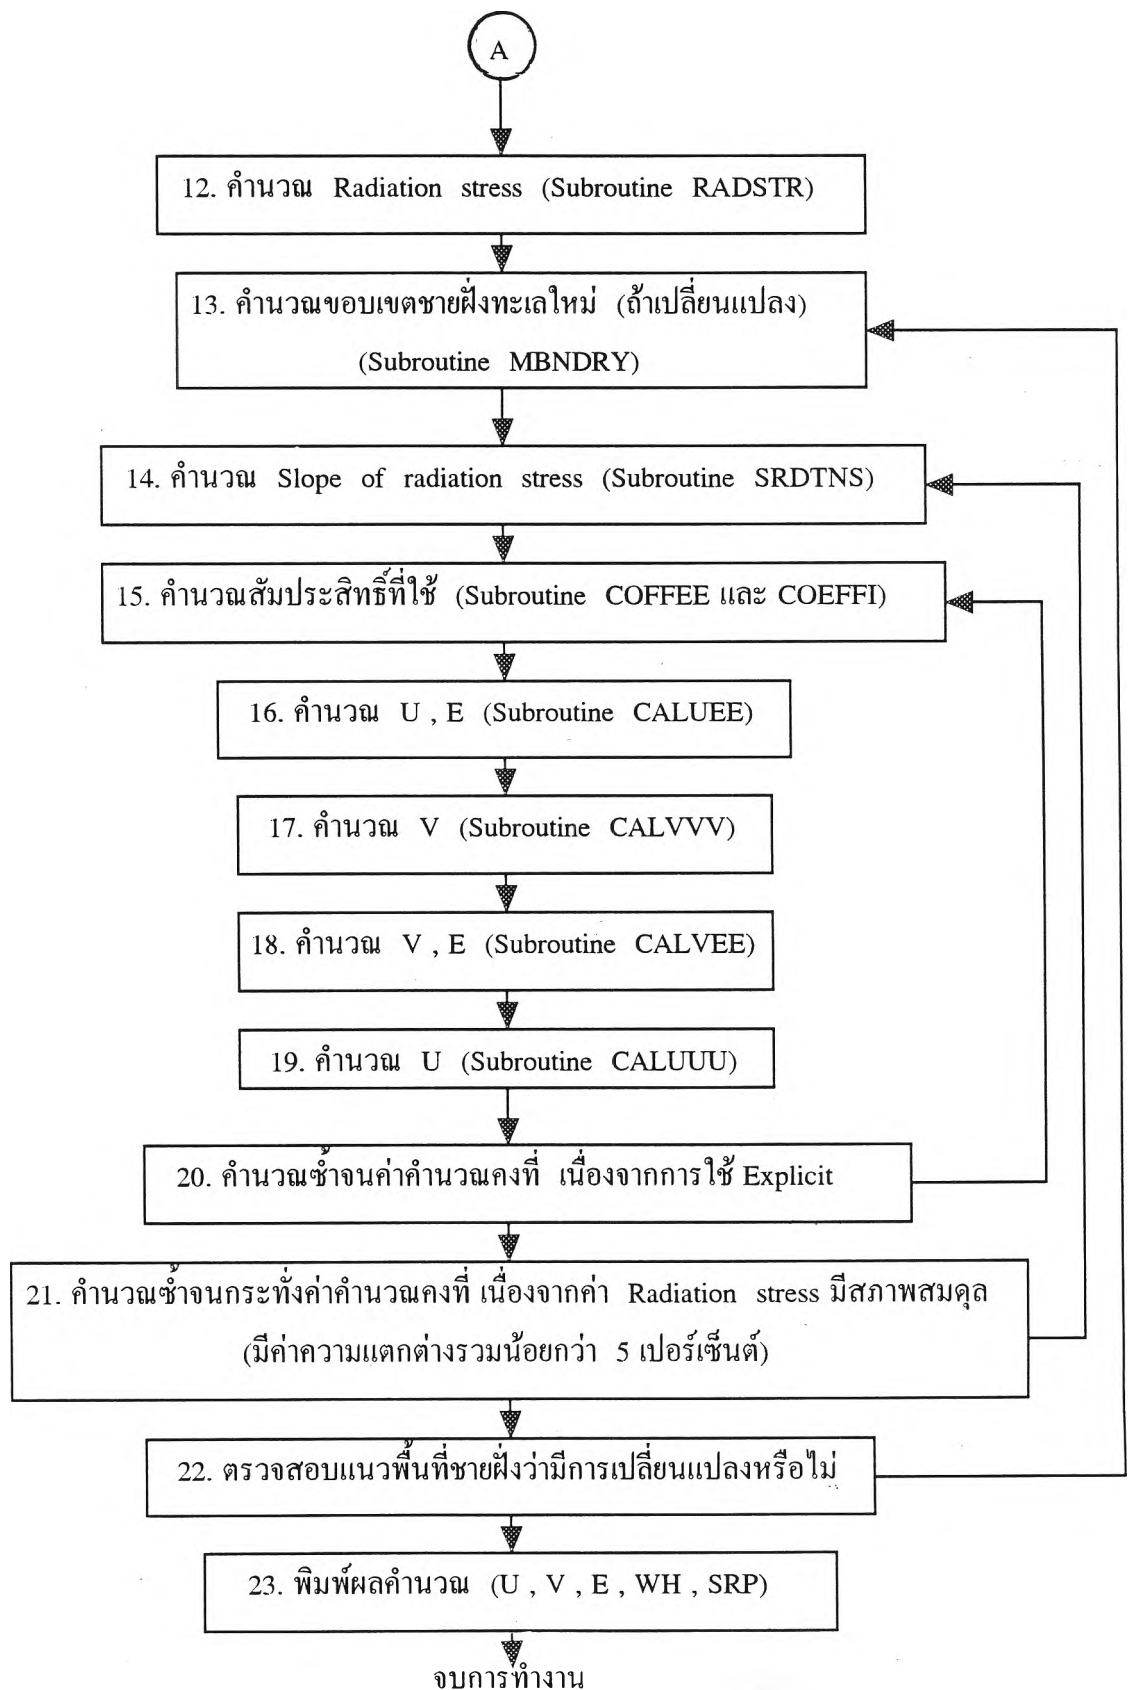 A
12. คำนวณ Radiation stress (Subroutine RADSTR)
13. คำนวณขอบเขตชายฝั่งทะเลใหม่ (ถ้าเปลี่ยนแปลง)
(Subroutine MBNDRY)
14. คำนวณ Slope of radiation stress (Subroutine SRDTNS)
15. คำนวณสัมประสิทธิ์ที่ใช้ (Subroutine COFFEE และ COEFFI)
16. คำนวณ U , E (Subroutine CALUEE)
17. คำนวณ V (Subroutine CALVVV)
18. คำนวณ V , E (Subroutine CALVEE)
19. คำนวณ U (Subroutine CALUUU)
20. คำนวณซ้ำจนค่าคำนวณคงที่ เนื่องจากการใช้ Explicit
21. คำนวณซ้ำจนกระทั่งค่าคำนวณคงที่ เนื่องจากค่า Radiation stress มีสภาพสมดุล
(มีค่าความแตกต่างรวมน้อยกว่า 5 เปอร์เซ็นต์)
22. ตรวจสอบแนวพื้นที่ชายฝั่งว่ามีการเปลี่ยนแปลงหรือไม่
23. พิมพ์ผลคำนวณ (U , V , E , WH , SRP)
จบการทำงาน